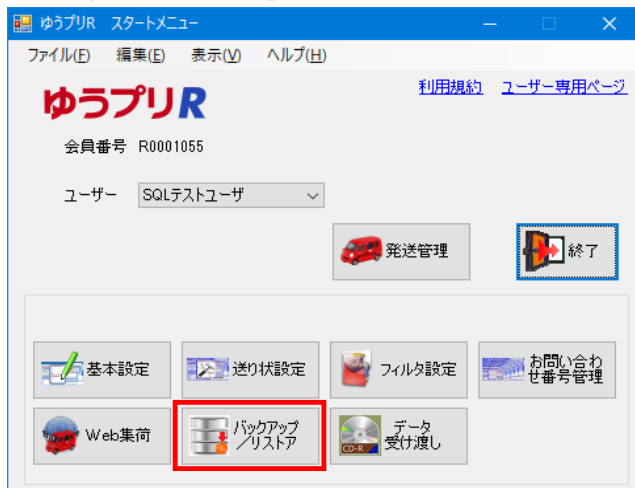 ゆうプリR スタートメニュー
ファイル(F) 編集(E) 表示(V) ヘルプ(H)
利用規約 ユーザー専用ページ
ゆうプリR
会員番号 R0001055
ユーザー SQLテストユーザ
発送管理
終了
基本設定
送り状設定
フィルタ設定
お問い合わ
せ番号管理
Web集荷
バックアップ
/リストア
CD-R
データ
受け渡し